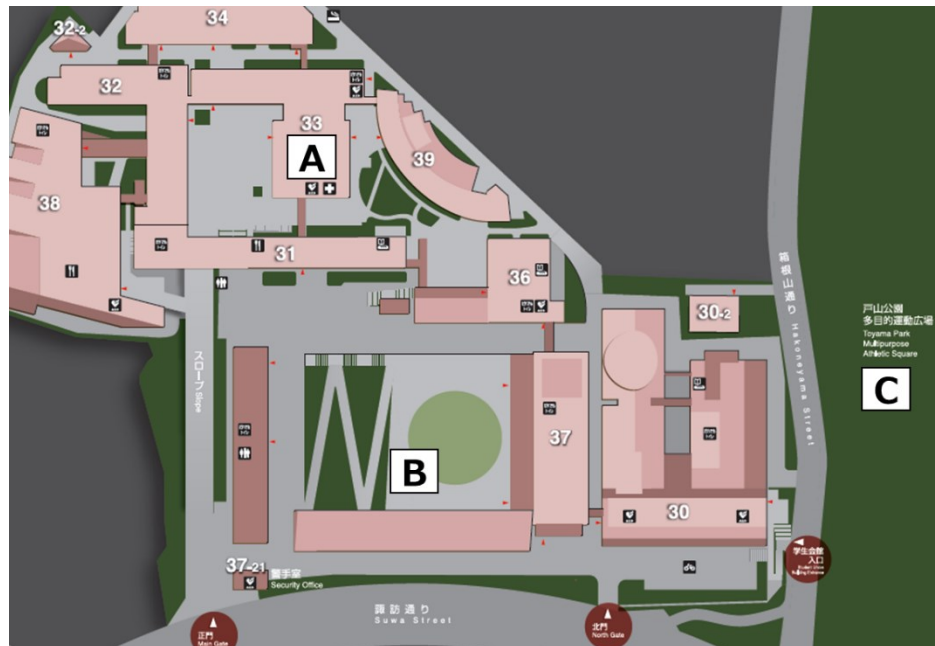 34
32-2
32
33
A
39
38
31
36
30-2
箱根山通り Hakoneyama Street
戸山公園
多目的運動広場
Toyama Park
Multipurpose
Athletic Square
C
スロープ Slope
37
B
30
学生会館
入口
37-21
警手室
Security Office
諏訪通り
Suwa Street
正門
Main Gate
北門
North Gate